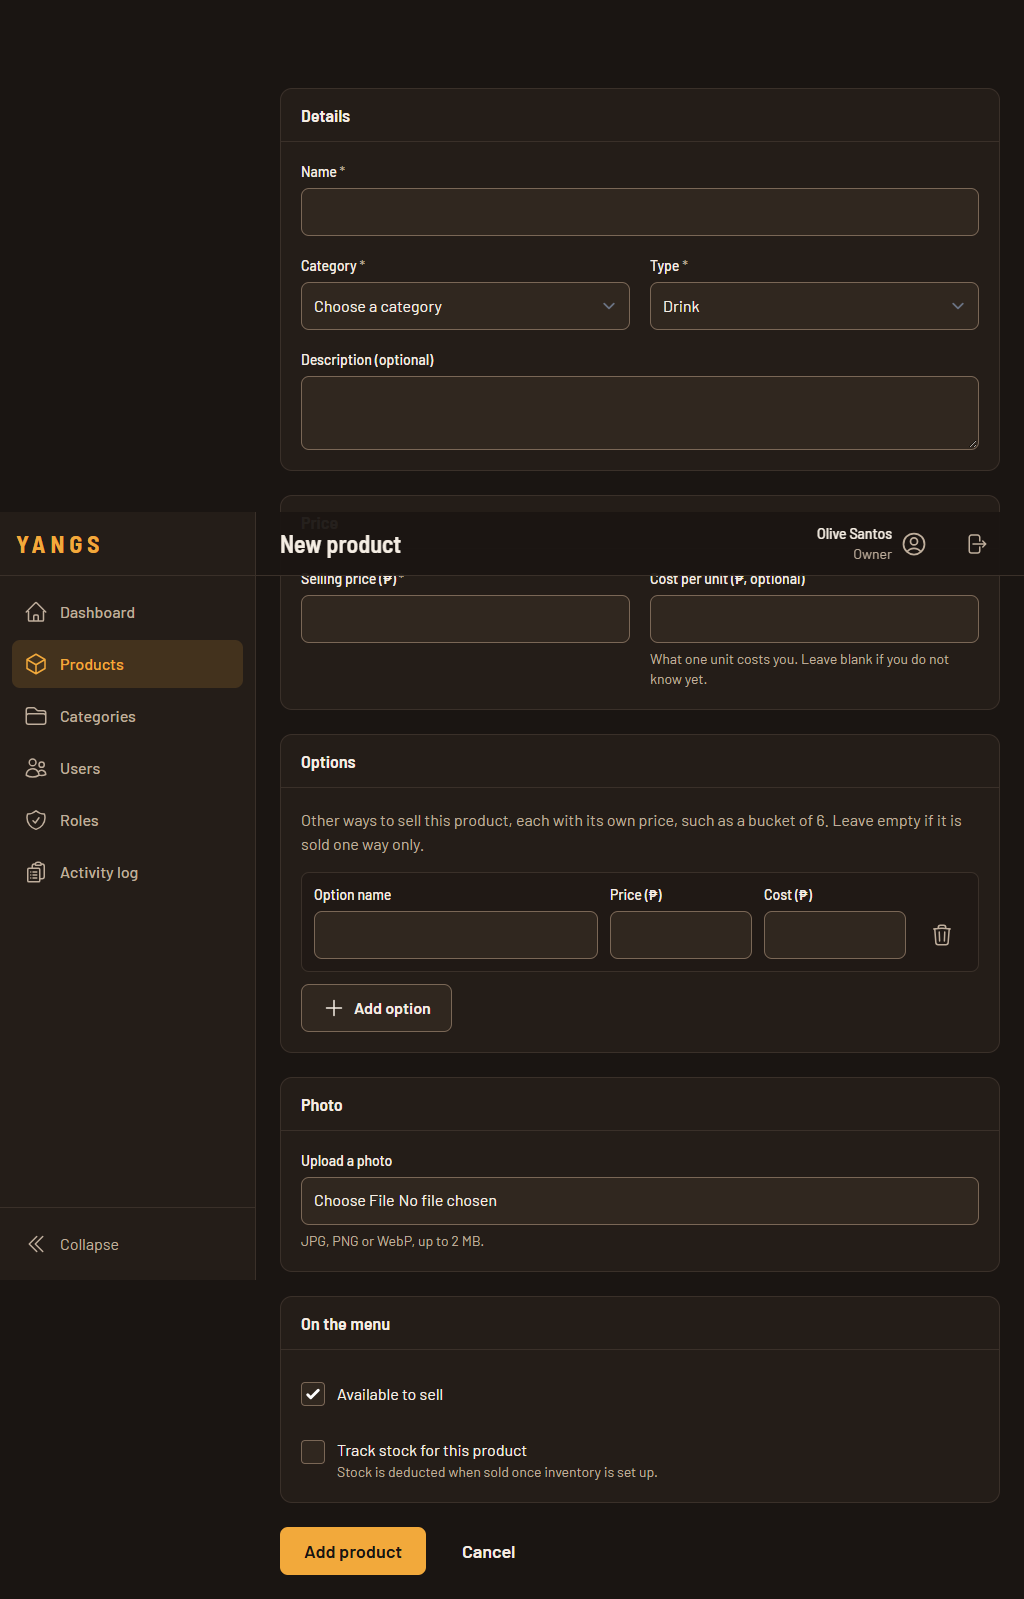 Details
Name *
Category *
Type *
Choose a category
Drink
Description (optional)
Price
YANGS
New product
Olive Santos
Owner
Selling price (₱) *
Cost per unit (₱, optional)
What one unit costs you. Leave blank if you do not
know yet.
Dashboard
Products
Categories
Users
Roles
Activity log
Collapse
Options
Other ways to sell this product, each with its own price, such as a bucket of 6. Leave empty if it is
sold one way only.
Option name
Price (₱)
Cost (₱)
Add option
Photo
Upload a photo
Choose File No file chosen
JPG, PNG or WebP, up to 2 MB.
On the menu
Available to sell
Track stock for this product
Stock is deducted when sold once inventory is set up.
Add product
Cancel